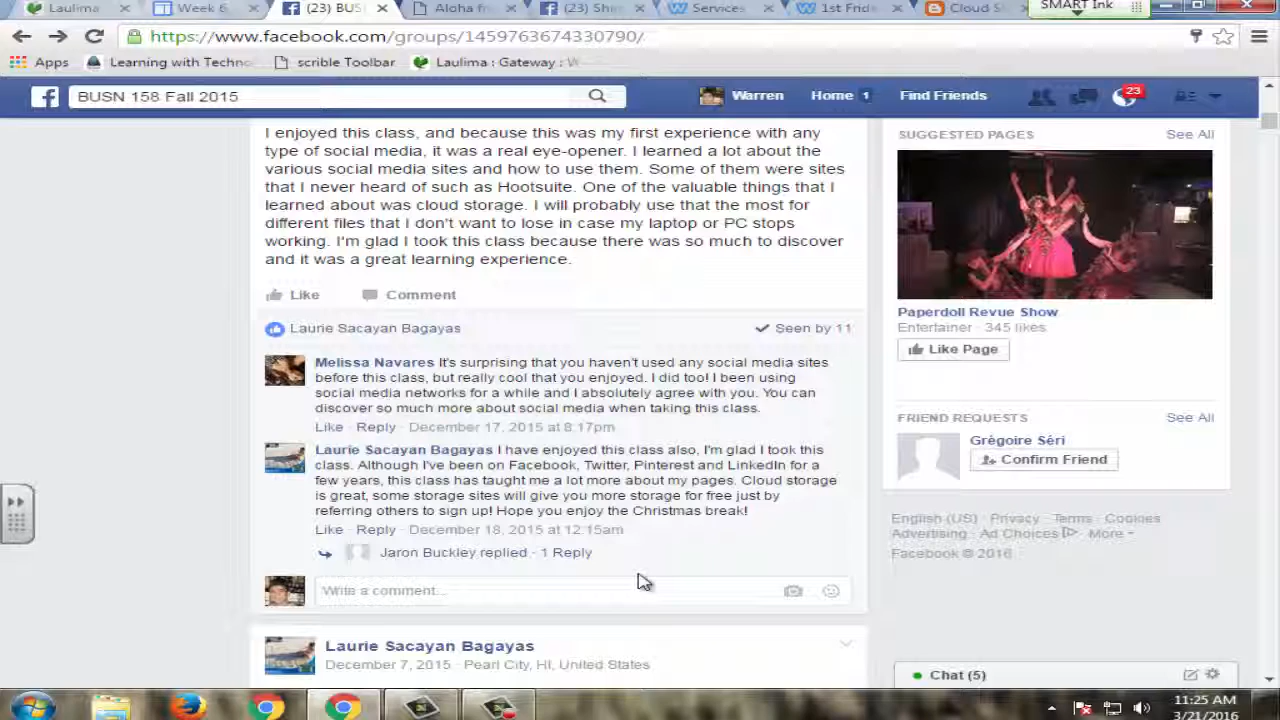 Laulima
Week 6
(23) BUSI
Aloha fr
(23) Shir
Services
1st Frid
Cloud S
SMART Ink
https://www.facebook.com/groups/1459763674330790/
Apps
Learning with Techno
scrible Toolbar
Laulima : Gateway : W
BUSN 158 Fall 2015
Warren
Home 1
Find Friends
23
I enjoyed this class, and because this was my first experience with any
type of social media, it was a real eye-opener. I learned a lot about the
various social media sites and how to use them. Some of them were sites
that I never heard of such as Hootsuite. One of the valuable things that I
learned about was cloud storage. I will probably use that the most for
different files that I don't want to lose in case my laptop or PC stops
working. I'm glad I took this class because there was so much to discover
and it was a great learning experience.
Like
Comment
Laurie Sacayan Bagayas
Seen by 11
Melissa Navares It's surprising that you haven't used any social media sites
before this class, but really cool that you enjoyed. I did too! I been using
social media networks for a while and I absolutely agree with you. You can
discover so much more about social media when taking this class.
Like · Reply · December 17, 2015 at 8:17pm
Laurie Sacayan Bagayas I have enjoyed this class also, I'm glad I took this
class. Although I've been on Facebook, Twitter, Pinterest and LinkedIn for a
few years, this class has taught me a lot more about my pages. Cloud storage
is great, some storage sites will give you more storage for free just by
referring others to sign up! Hope you enjoy the Christmas break!
Like · Reply · December 18, 2015 at 12:15am
Jaron Buckley replied · 1 Reply
Write a comment...
Laurie Sacayan Bagayas
December 7, 2015 · Pearl City, HI, United States
SUGGESTED PAGES
See All
Paperdoll Revue Show
Entertainer · 345 likes
Like Page
FRIEND REQUESTS
See All
Grègoire Séri
Confirm Friend
English (US) · Privacy · Terms · Cookies ·
Advertising · Ad Choices · More
Facebook © 2016
Chat (5)
11:25 AM
3/21/2016